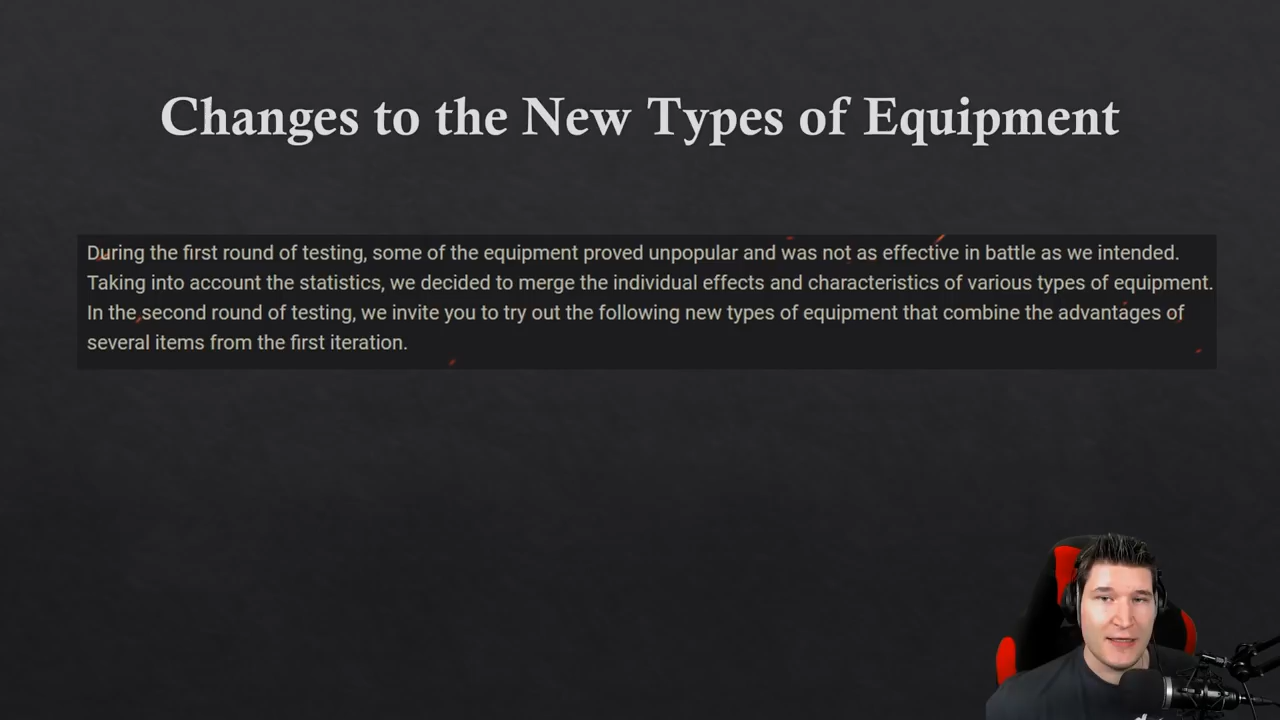 Changes to the New Types of Equipment
During the first round of testing, some of the equipment proved unpopular and was not as effective in battle as we intended.
Taking into account the statistics, we decided to merge the individual effects and characteristics of various types of equipment.
In the second round of testing, we invite you to try out the following new types of equipment that combine the advantages of
several items from the first iteration.